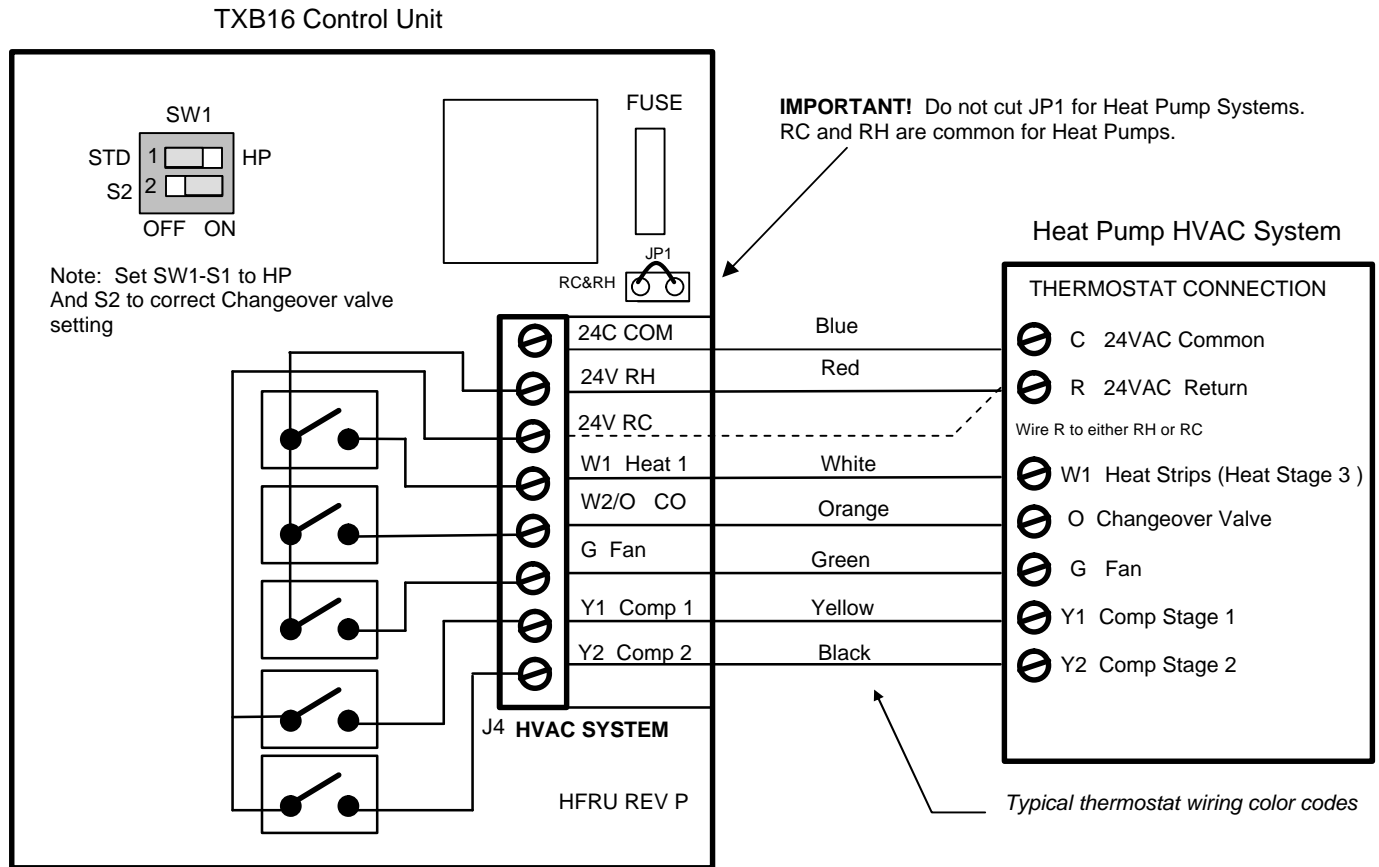 TXB16 Control Unit
SW1
STD 1 HP
S2 2
OFF ON
Note: Set SW1-S1 to HP
And S2 to correct Changeover valve
setting
FUSE
JP1
RC&RH
IMPORTANT! Do not cut JP1 for Heat Pump Systems.
RC and RH are common for Heat Pumps.
24C COM
24V RH
24V RC
W1 Heat 1
W2/O CO
G Fan
Y1 Comp 1
Y2 Comp 2
J4 HVAC SYSTEM
HFRU REV P
Blue
Red
White
Orange
Green
Yellow
Black
Heat Pump HVAC System
THERMOSTAT CONNECTION
C 24VAC Common
R 24VAC Return
Wire R to either RH or RC
W1 Heat Strips (Heat Stage 3 )
O Changeover Valve
G Fan
Y1 Comp Stage 1
Y2 Comp Stage 2
Typical thermostat wiring color codes